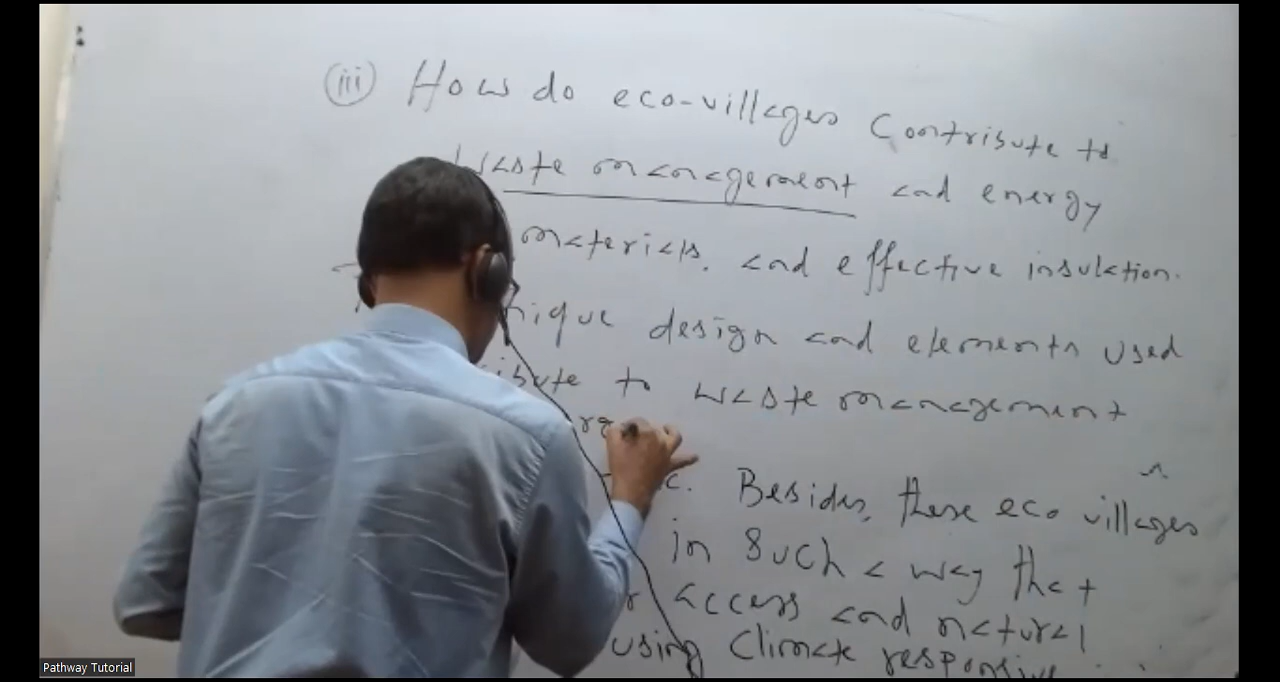 (iii) How do eco-villages Contribute to
Waste management and energy
materials. and effective insulation.
nique design and elements used
ibute to waste management
rg
c. Besides, these eco villages
in Such a way that
r access and natural
using Climate responsive
Pathway Tutorial